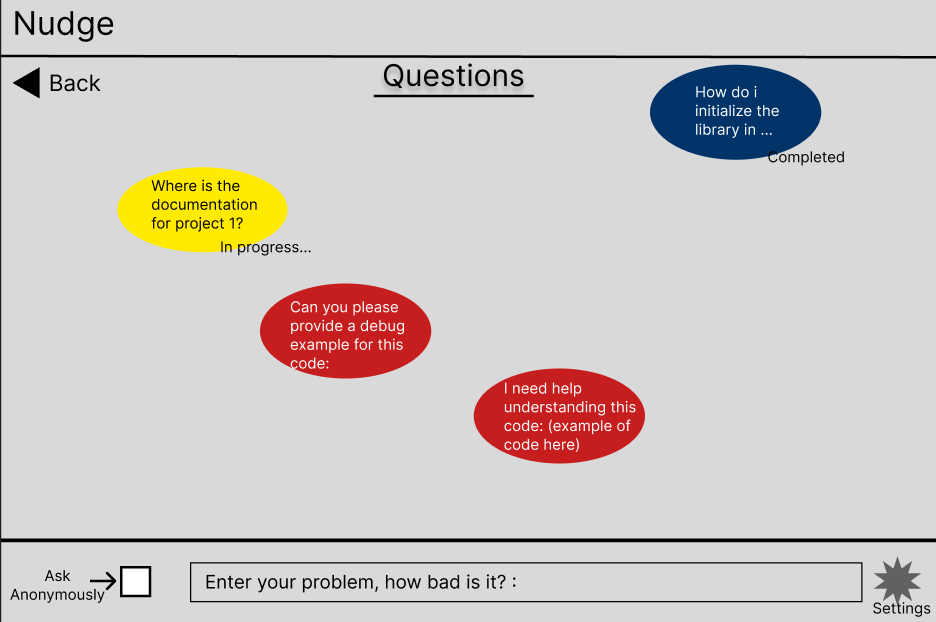 Nudge
Back
Questions
How do i
initialize the
library in ...
Completed
Where is the
documentation
for project 1?
In progress...
Can you please
provide a debug
example for this
code:
I need help
understanding this
code: (example of
code here)
Ask
Anonymously
Enter your problem, how bad is it? :
Settings